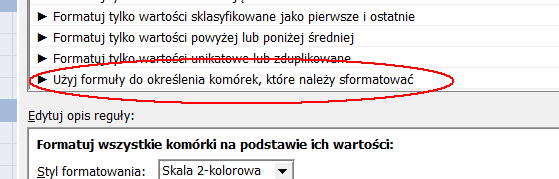 ► Formatuj tylko wartości sklasyfikowane jako pierwsze i ostatnie
► Formatuj tylko wartości powyżej lub poniżej średniej
► Formatuj tylko wartości unikatowe lub zduplikowane
► Użyj formuły do określenia komórek, które należy sformatować
Edytuj opis reguły:
Formatuj wszystkie komórki na podstawie ich wartości:
Styl formatowania: Skala 2-kolorowa